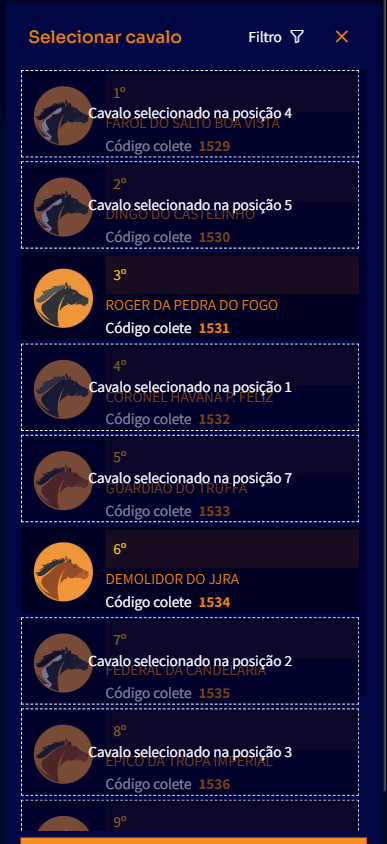 Selecionar cavalo
Filtro
1º
Cavalo selecionado na posição 4
FAROL DO SALTO BOA VISTA
Código colete 1529
2º
Cavalo selecionado na posição 5
DINGO DO CASTELINHO
Código colete 1530
3º
ROGER DA PEDRA DO FOGO
Código colete 1531
4º
Cavalo selecionado na posição 1
CORONEL HAVANA P. FELIZ
Código colete 1532
5º
Cavalo selecionado na posição 7
GUARDIÃO DO TRUFFA
Código colete 1533
6º
DEMOLIDOR DO JJRA
Código colete 1534
7º
Cavalo selecionado na posição 2
FEDERAL DA CANDELÁRIA
Código colete 1535
8º
Cavalo selecionado na posição 3
ÉPICO DA TROPA IMPERIAL
Código colete 1536
9º